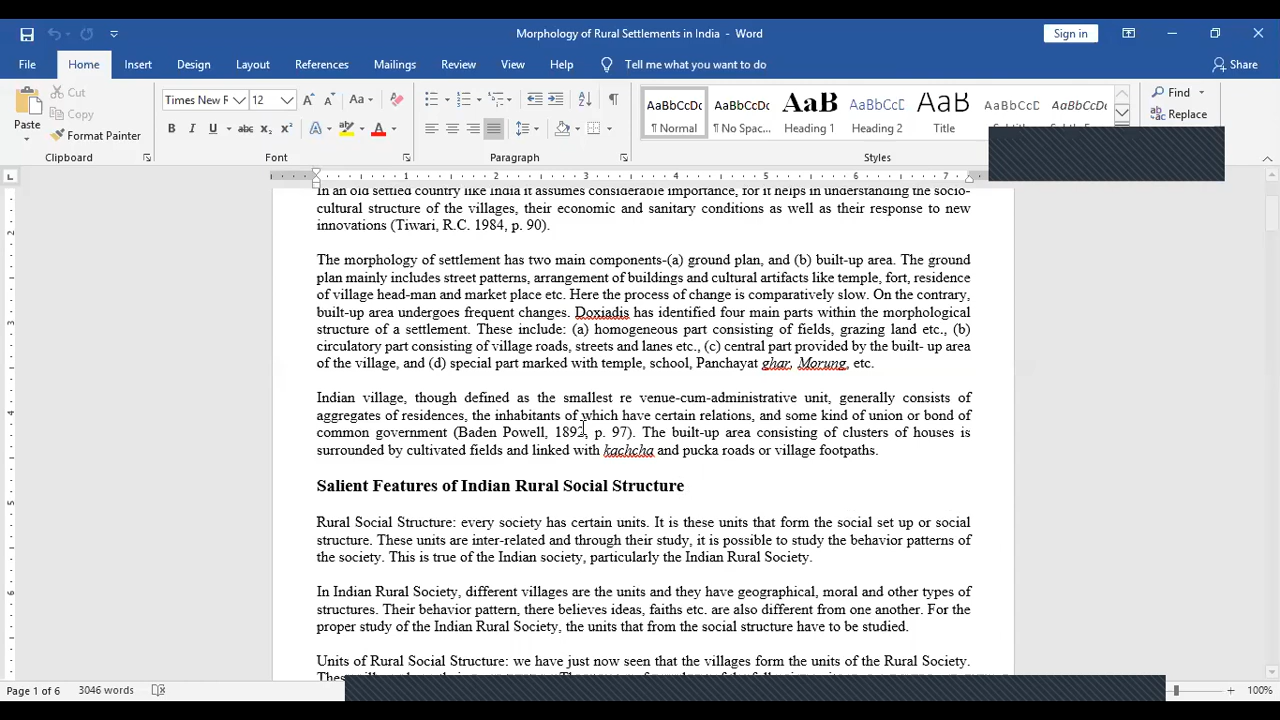 Morphology of Rural Settlements in India - Word
Sign in
File Home Insert Design Layout References Mailings Review View Help Tell me what you want to do Share
Paste
Cut
Copy
Format Painter
Clipboard
Times New R 12
Aa
B I U abc x₂ x²
A
Font
Paragraph
AaBbCcDc
¶ Normal
AaBbCcDc
¶ No Spac...
AaBbCc
Heading 1
AaBbCcD
Heading 2
AaB
Title
AaBbCcD
AaBbCcDc
Styles
Find
Replace
1 2 3 4 5 6 7
2
3
4
5
6
In an old settled country like India it assumes considerable importance, for it helps in understanding the socio-
cultural structure of the villages, their economic and sanitary conditions as well as their response to new
innovations (Tiwari, R.C. 1984, p. 90).
The morphology of settlement has two main components-(a) ground plan, and (b) built-up area. The ground
plan mainly includes street patterns, arrangement of buildings and cultural artifacts like temple, fort, residence
of village head-man and market place etc. Here the process of change is comparatively slow. On the contrary,
built-up area undergoes frequent changes. Doxiadis has identified four main parts within the morphological
structure of a settlement. These include: (a) homogeneous part consisting of fields, grazing land etc., (b)
circulatory part consisting of village roads, streets and lanes etc., (c) central part provided by the built- up area
of the village, and (d) special part marked with temple, school, Panchayat ghar, Morung, etc.
Indian village, though defined as the smallest re venue-cum-administrative unit, generally consists of
aggregates of residences, the inhabitants of which have certain relations, and some kind of union or bond of
common government (Baden Powell, p. 97). The built-up area consisting of clusters of houses is
surrounded by cultivated fields and linked with kachcha and pucka roads or village footpaths.
Salient Features of Indian Rural Social Structure
Rural Social Structure: every society has certain units. It is these units that form the social set up or social
structure. These units are inter-related and through their study, it is possible to study the behavior patterns of
the society. This is true of the Indian society, particularly the Indian Rural Society.
In Indian Rural Society, different villages are the units and they have geographical, moral and other types of
structures. Their behavior pattern, there believes ideas, faiths etc. are also different from one another. For the
proper study of the Indian Rural Society, the units that from the social structure have to be studied.
Units of Rural Social Structure: we have just now seen that the villages form the units of the Rural Society.
Page 1 of 6 3046 words 100%